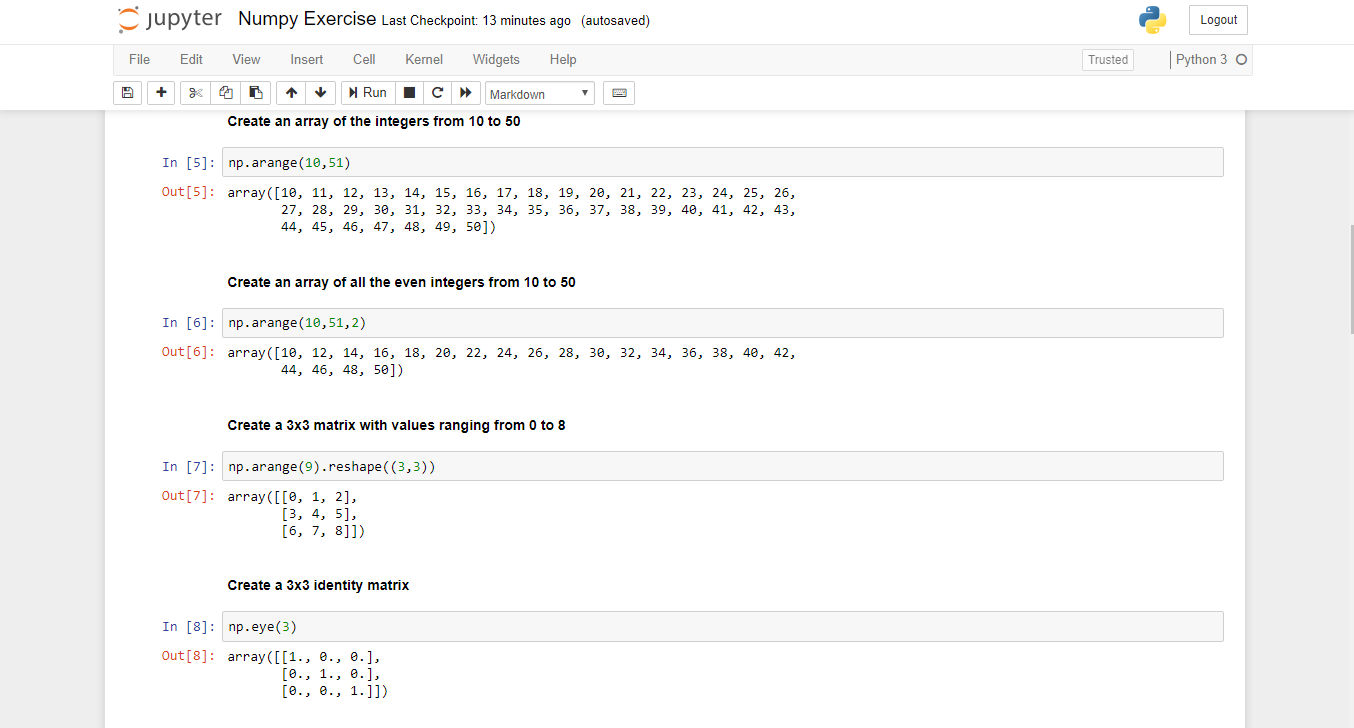 jupyter Numpy Exercise Last Checkpoint: 13 minutes ago (autosaved) Logout
File Edit View Insert Cell Kernel Widgets Help Trusted Python 3
Run Markdown
Create an array of the integers from 10 to 50
In [5]: np.arange(10,51)
Out[5]: array([10, 11, 12, 13, 14, 15, 16, 17, 18, 19, 20, 21, 22, 23, 24, 25, 26,
27, 28, 29, 30, 31, 32, 33, 34, 35, 36, 37, 38, 39, 40, 41, 42, 43,
44, 45, 46, 47, 48, 49, 50])
Create an array of all the even integers from 10 to 50
In [6]: np.arange(10,51,2)
Out[6]: array([10, 12, 14, 16, 18, 20, 22, 24, 26, 28, 30, 32, 34, 36, 38, 40, 42,
44, 46, 48, 50])
Create a 3x3 matrix with values ranging from 0 to 8
In [7]: np.arange(9).reshape((3,3))
Out[7]: array([[0, 1, 2],
[3, 4, 5],
[6, 7, 8]])
Create a 3x3 identity matrix
In [8]: np.eye(3)
Out[8]: array([[1., 0., 0.],
[0., 1., 0.],
[0., 0., 1.]])